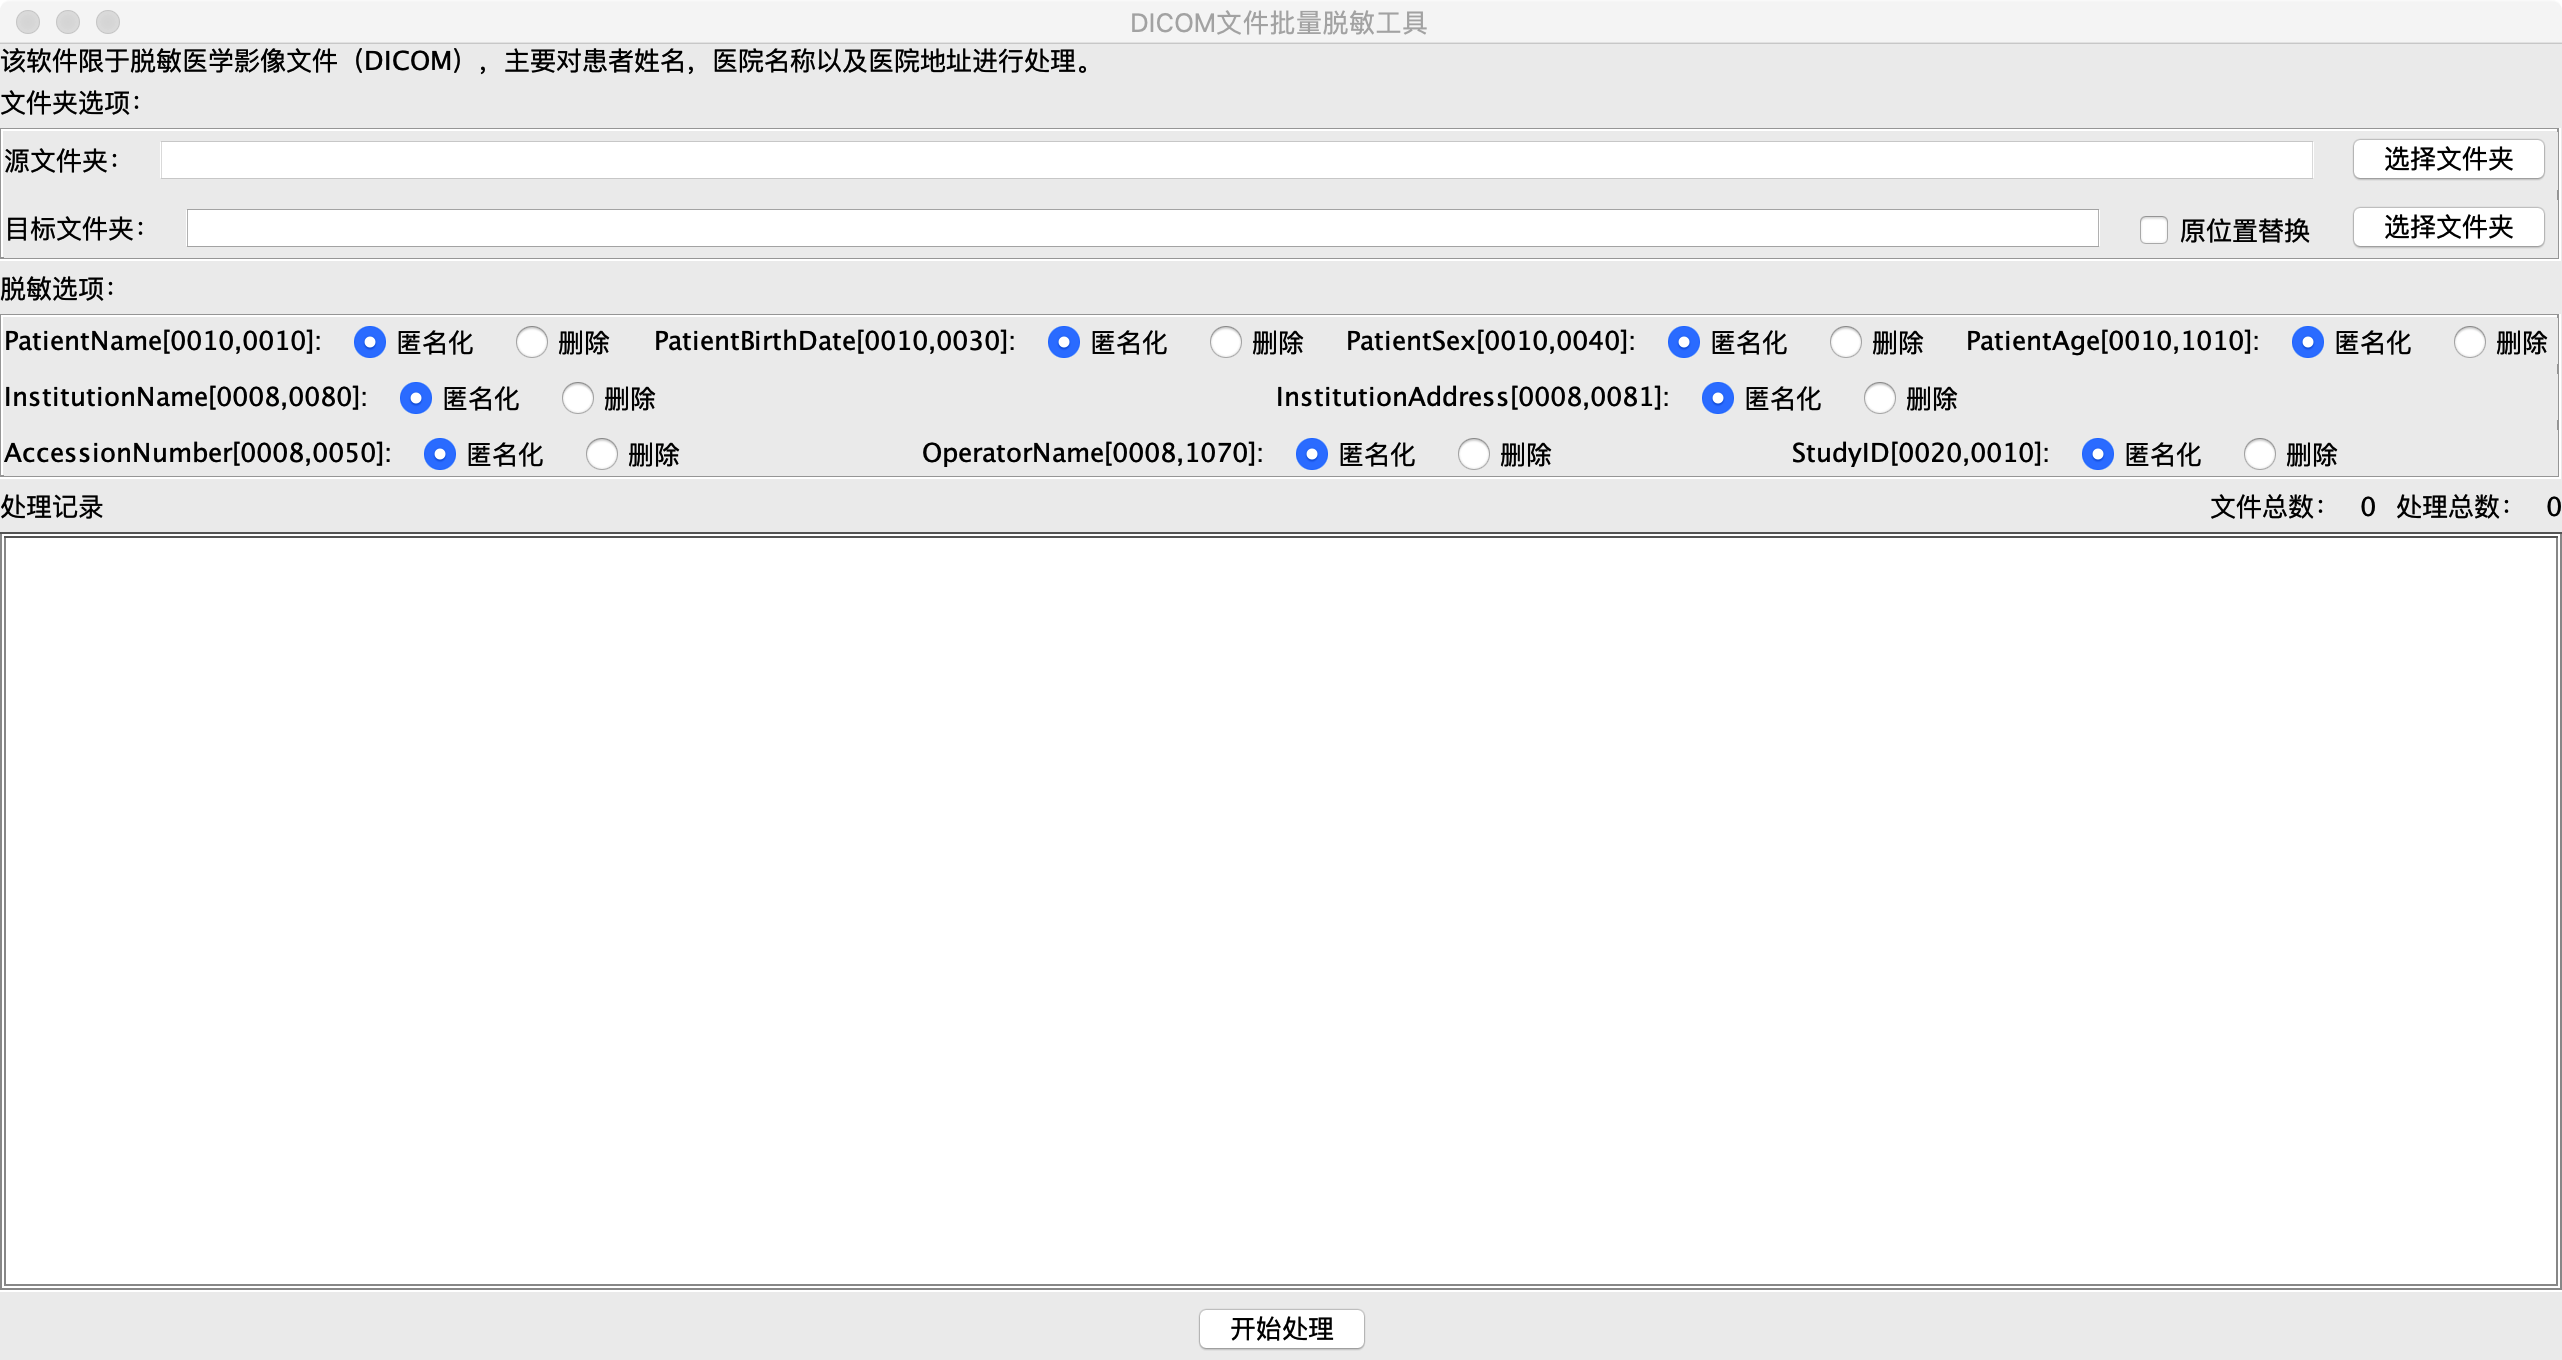 DICOM文件批量脱敏工具
该软件限于脱敏医学影像文件（DICOM），主要对患者姓名，医院名称以及医院地址进行处理。
文件夹选项：
源文件夹： 选择文件夹
目标文件夹： 原位置替换 选择文件夹
脱敏选项：
PatientName[0010,0010]: 匿名化 删除 PatientBirthDate[0010,0030]: 匿名化 删除 PatientSex[0010,0040]: 匿名化 删除 PatientAge[0010,1010]: 匿名化 删除
InstitutionName[0008,0080]: 匿名化 删除 InstitutionAddress[0008,0081]: 匿名化 删除
AccessionNumber[0008,0050]: 匿名化 删除 OperatorName[0008,1070]: 匿名化 删除 StudyID[0020,0010]: 匿名化 删除
处理记录 文件总数： 0 处理总数： 0
开始处理